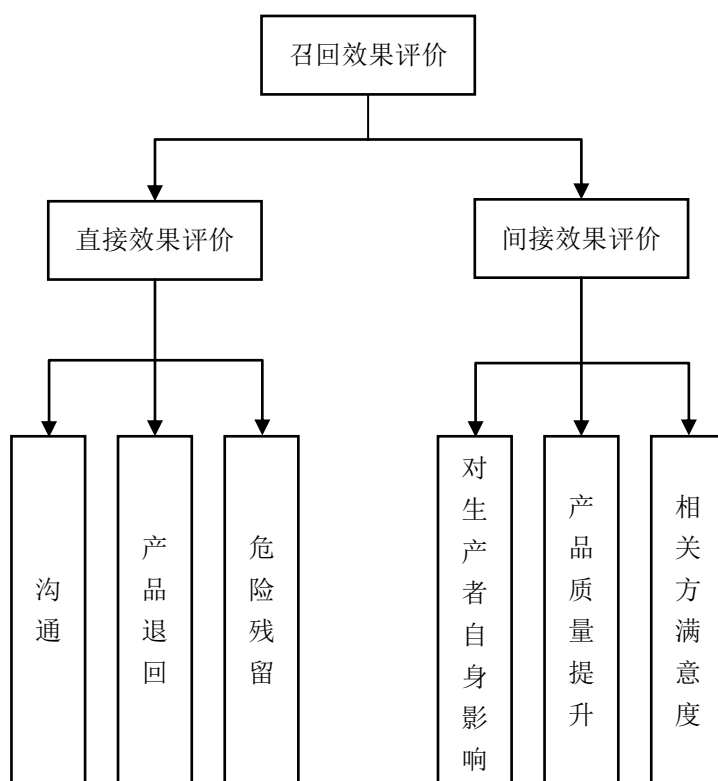 召回效果评价
直接效果评价
间接效果评价
沟通
产品退回
危险残留
对生产者自身影响
产品质量提升
相关方满意度